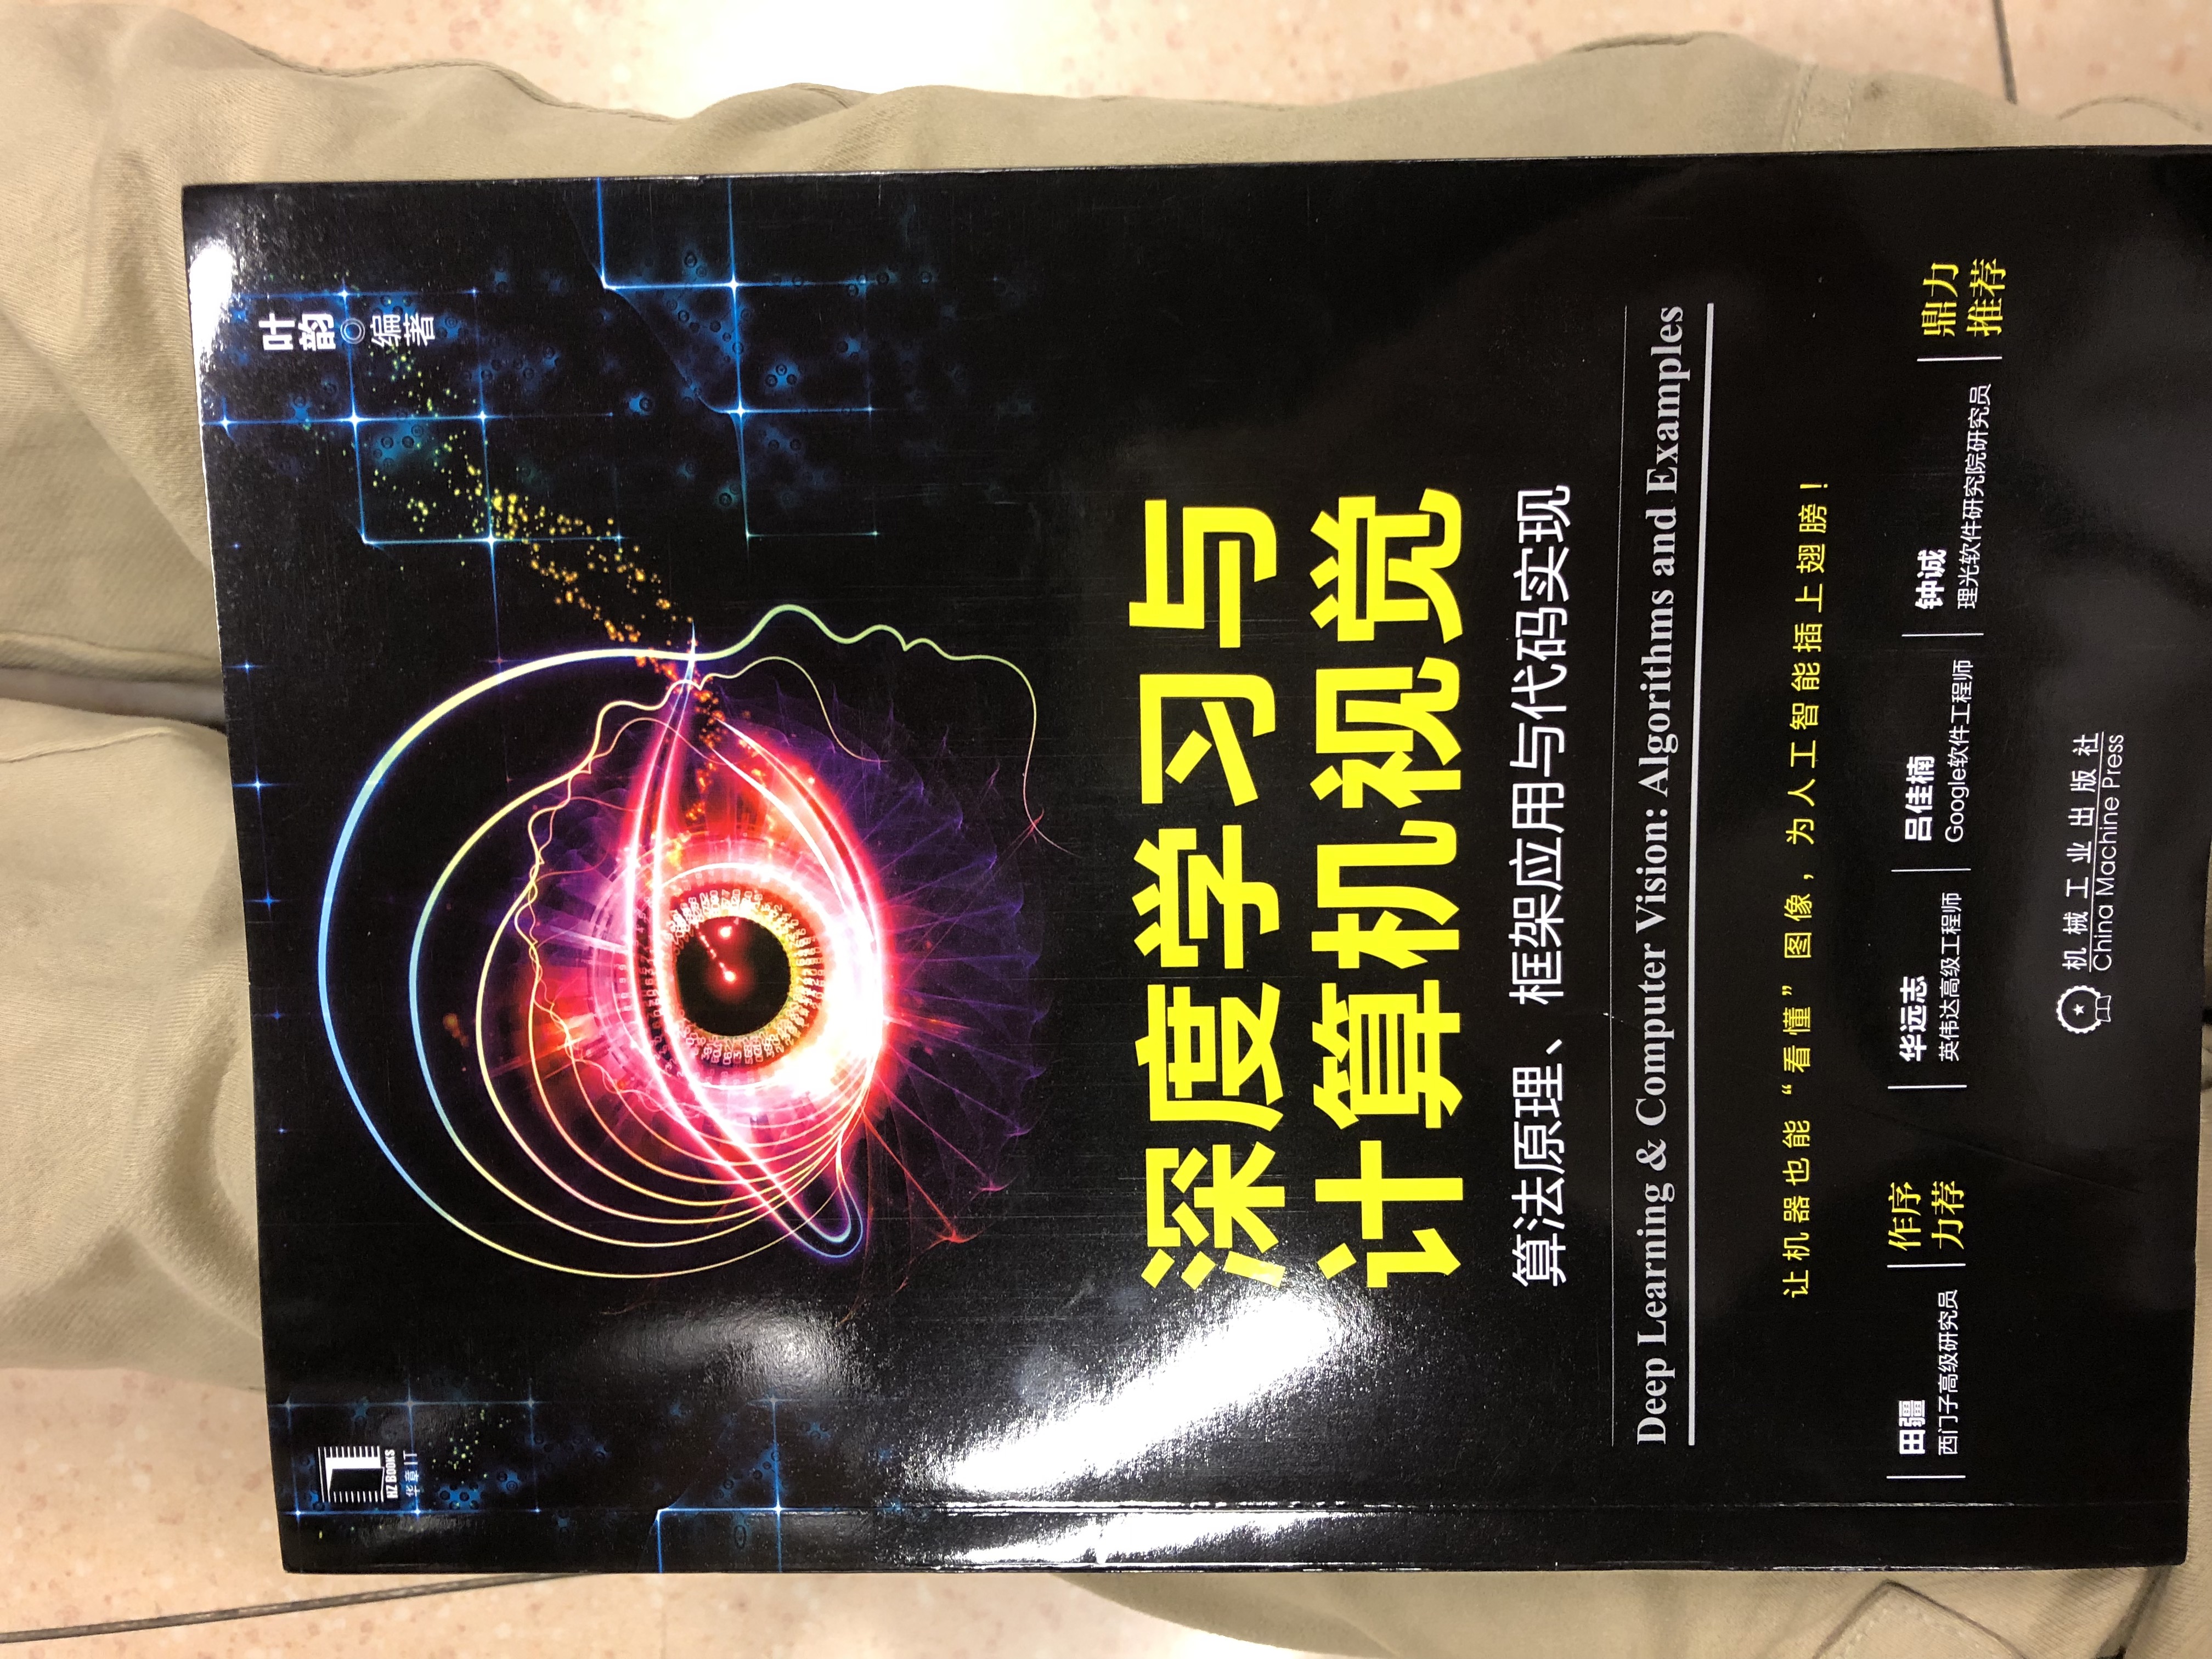 HZ BOOKS
华章IT
叶韵◎编著
深度学习与
计算机视觉
算法原理、框架应用与代码实现
Deep Learning & Computer Vision: Algorithms and Examples
让机器也能“看懂”图像，为人工智能插上翅膀！
田疆
西门子高级研究员
作序
力荐
华远志
英伟达高级工程师
吕佳楠
Google软件工程师
钟诚
理光软件研究院研究员
鼎力
推荐
机械工业出版社
China Machine Press